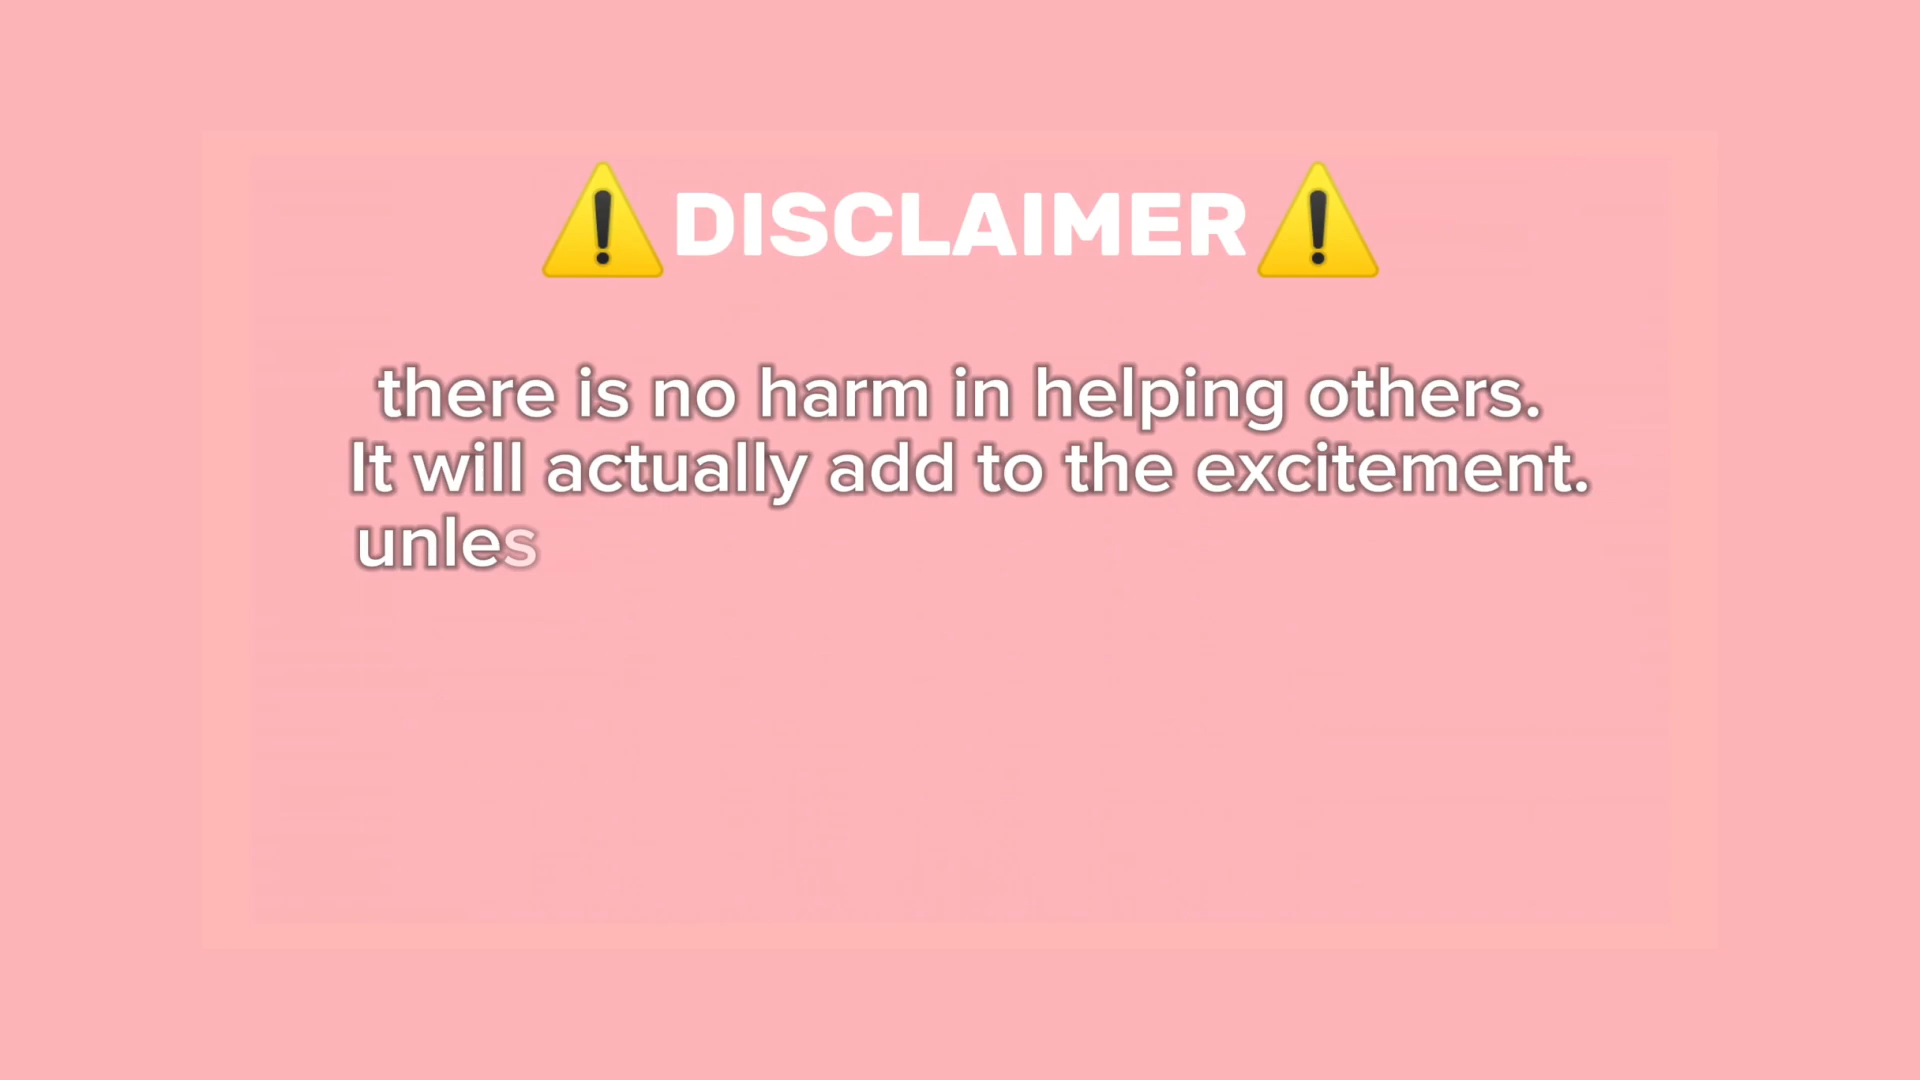 ⚠️DISCLAIMER⚠️
there is no harm in helping others.
It will actually add to the excitement.
unles